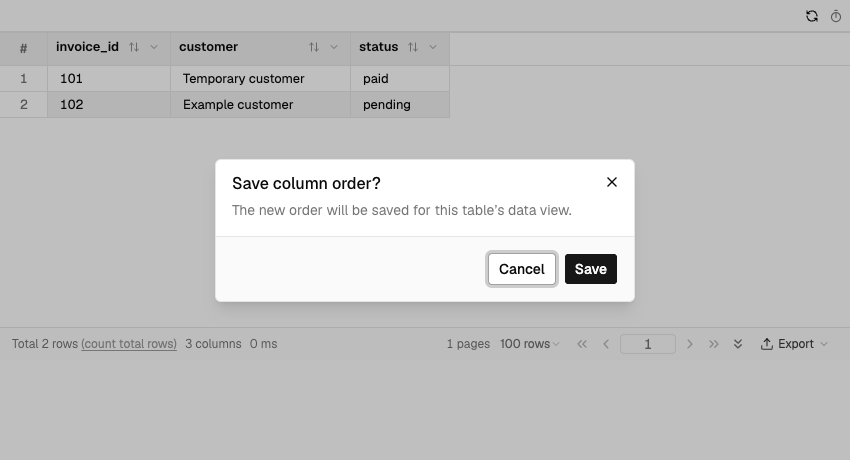 # invoice_id customer status
1 101 Temporary customer paid
2 102 Example customer pending
Save column order?
The new order will be saved for this table’s data view.
Cancel Save
Total 2 rows (count total rows) 3 columns 0 ms 1 pages 100 rows 1 Export